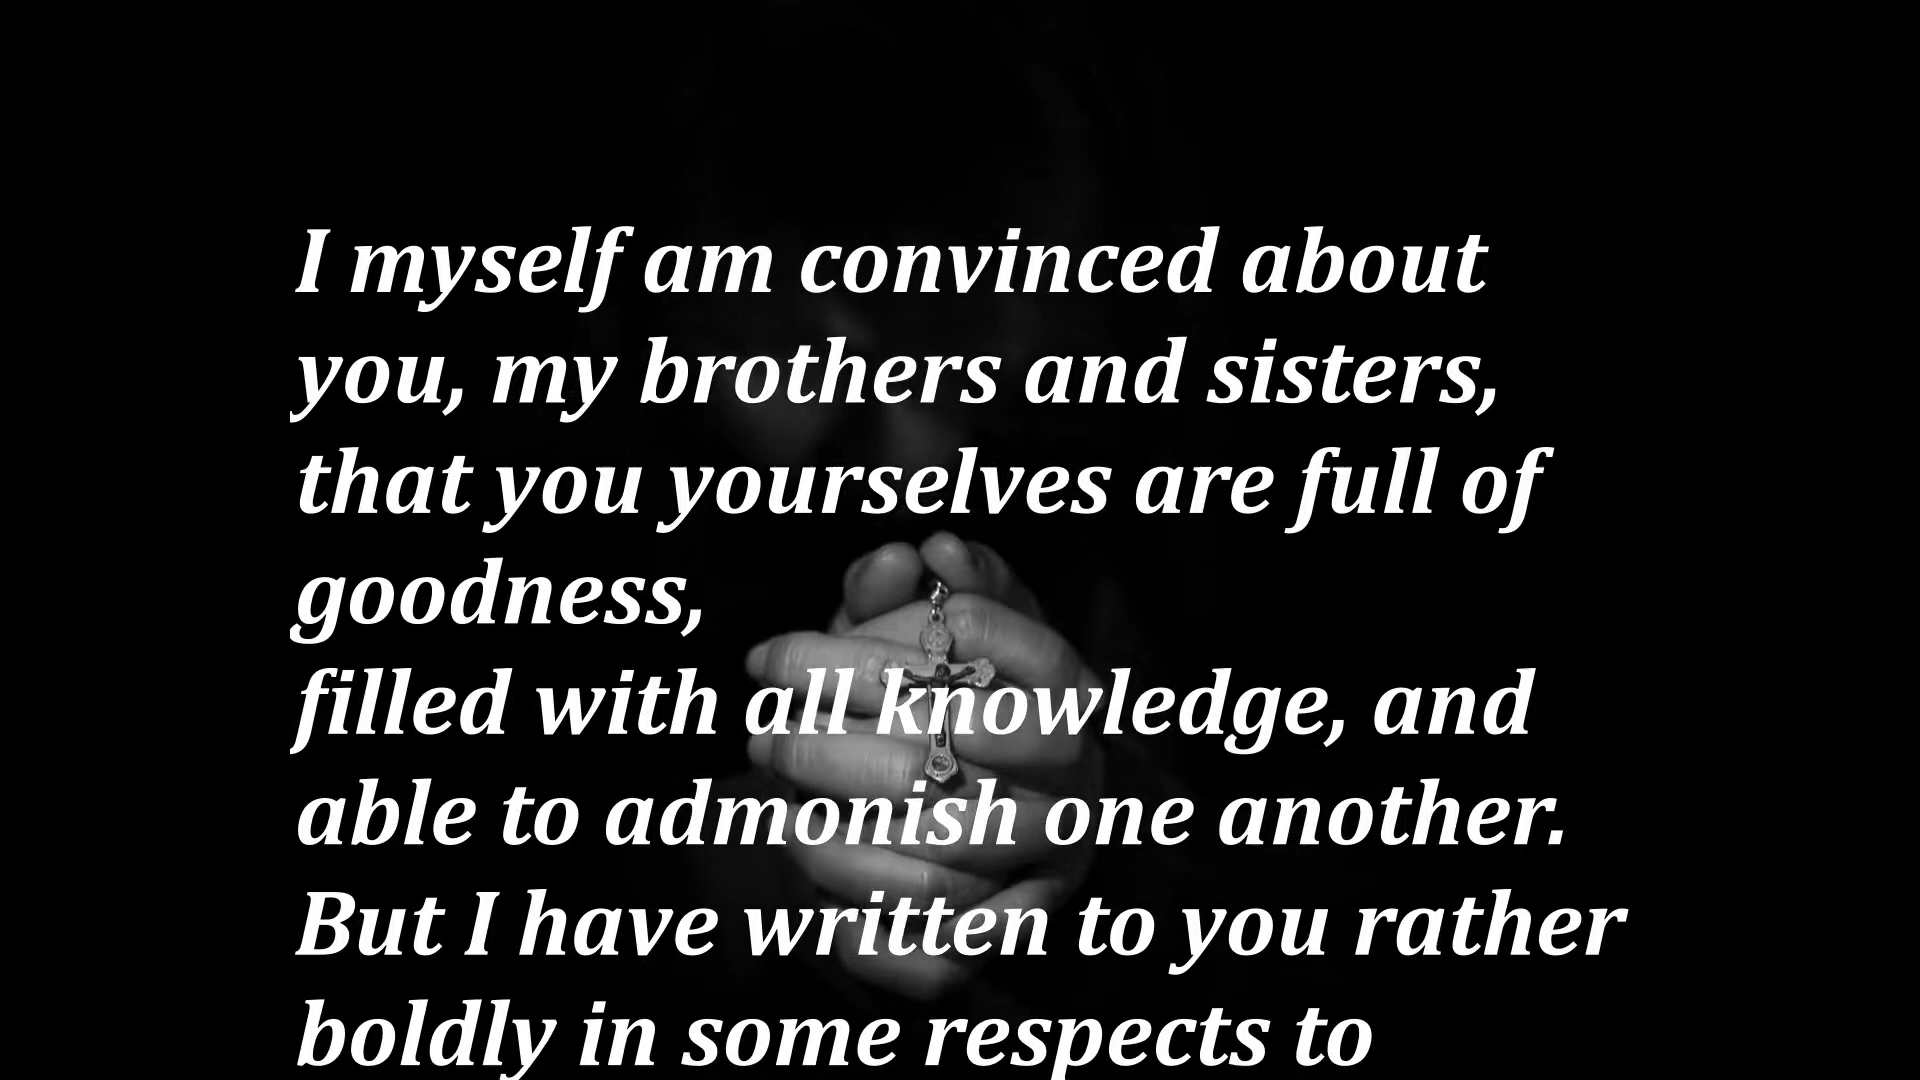 I myself am convinced about
you, my brothers and sisters,
that you yourselves are full of
goodness,
filled with all knowledge, and
able to admonish one another.
But I have written to you rather
boldly in some respects to